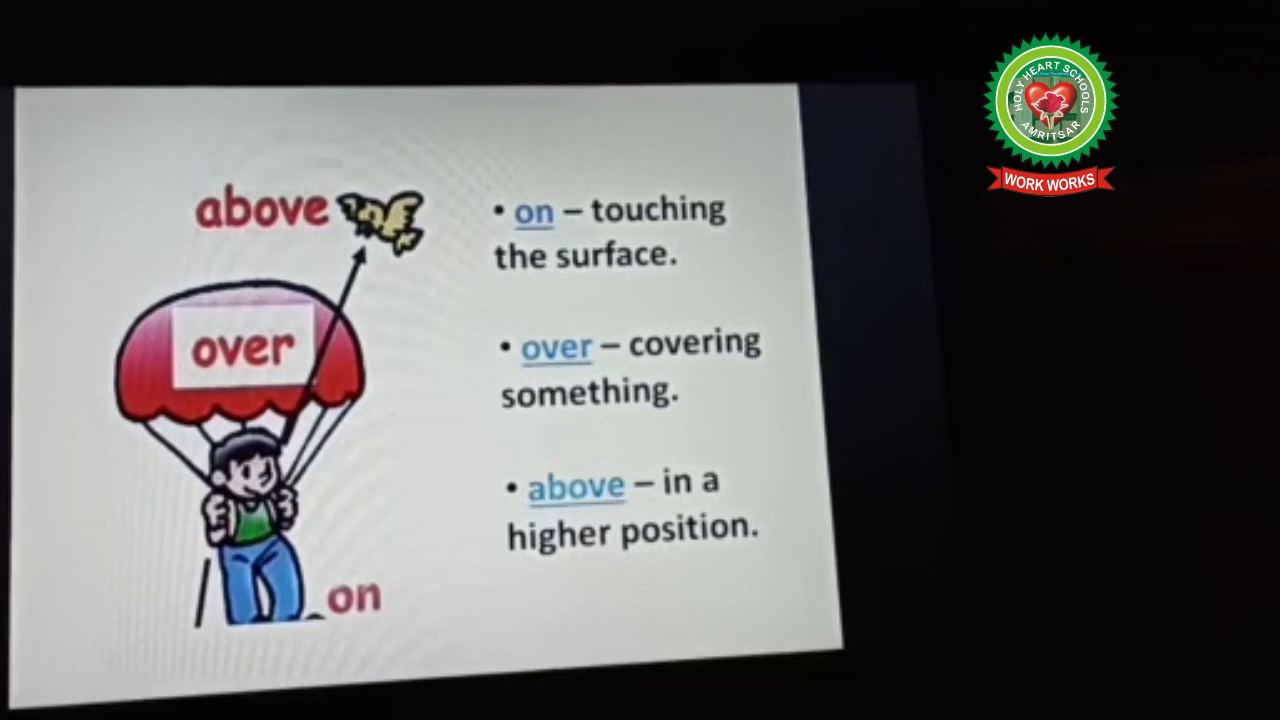 above
over
on
• on – touching
the surface.
• over – covering
something.
• above – in a
higher position.
HOLY HEART SCHOOLS
AMRITSAR
WORK WORKS